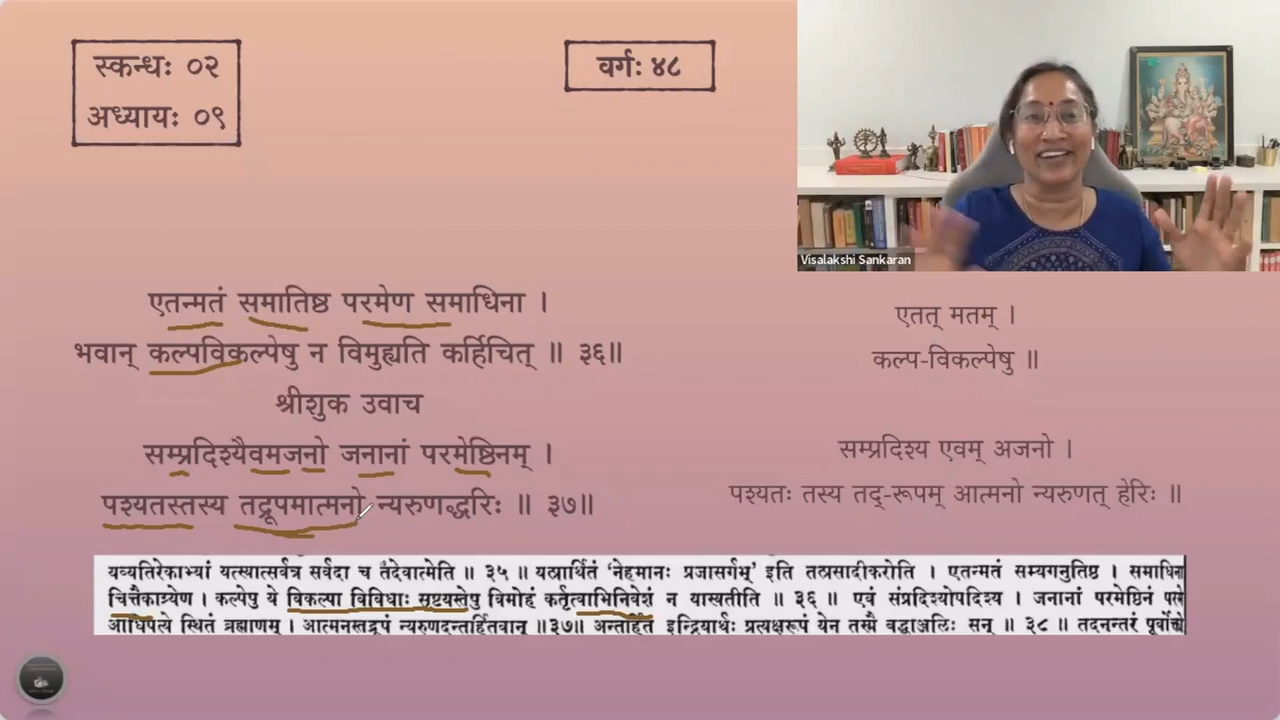 स्कन्धः ०२
अध्यायः ०९
वर्गः ४८
Visalakshi Sankaran
एतन्मतं समातिष्ठ परमेण समाधिना ।
भवान् कल्पविकल्पेषु न विमुह्यति कर्हिचित् ॥ ३६॥
श्रीशुक उवाच
सम्प्रदिश्यैवमजनो जनानां परमेष्ठिनम् ।
पश्यतस्तस्य तद्रूपमात्मनो न्यरुणद्धरिः ॥ ३७॥
एतत् मतम् ।
कल्प-विकल्पेषु ॥
सम्प्रदिश्य एवम् अजनो ।
पश्यतः तस्य तद्-रूपम् आत्मनो न्यरुणत् हेरिः ॥
यव्यतिरेकाभ्यां यत्स्यात्सर्वत्र सर्वदा च तदेवात्मेति ॥ ३५ ॥ यत्प्रार्थितं 'नेहमानः प्रजासर्गम्' इति तत्प्रसादीकरोति । एतन्मतं सम्यगनुतिष्ठ । समाधिना
चित्तैकाग्र्येण । कल्पेषु ये विकल्पा विविधाः सृष्टयस्तेषु विमोहं कर्तृत्वाभिनिवेशं न यास्यतीति ॥ ३६ ॥ एवं संप्रदिश्योपदिश्य । जनानां परमेष्ठिनं
स्थितं ब्रह्माणम् । आत्मनस्तद्रूपं न्यरुणदन्तर्हितवान् ॥३७॥ अन्तर्हित इन्द्रियार्थः प्रत्यक्षरूपं येन तस्मै बद्धाञ्जलिः सन् ॥ ३८ ॥ तदनन्तरं